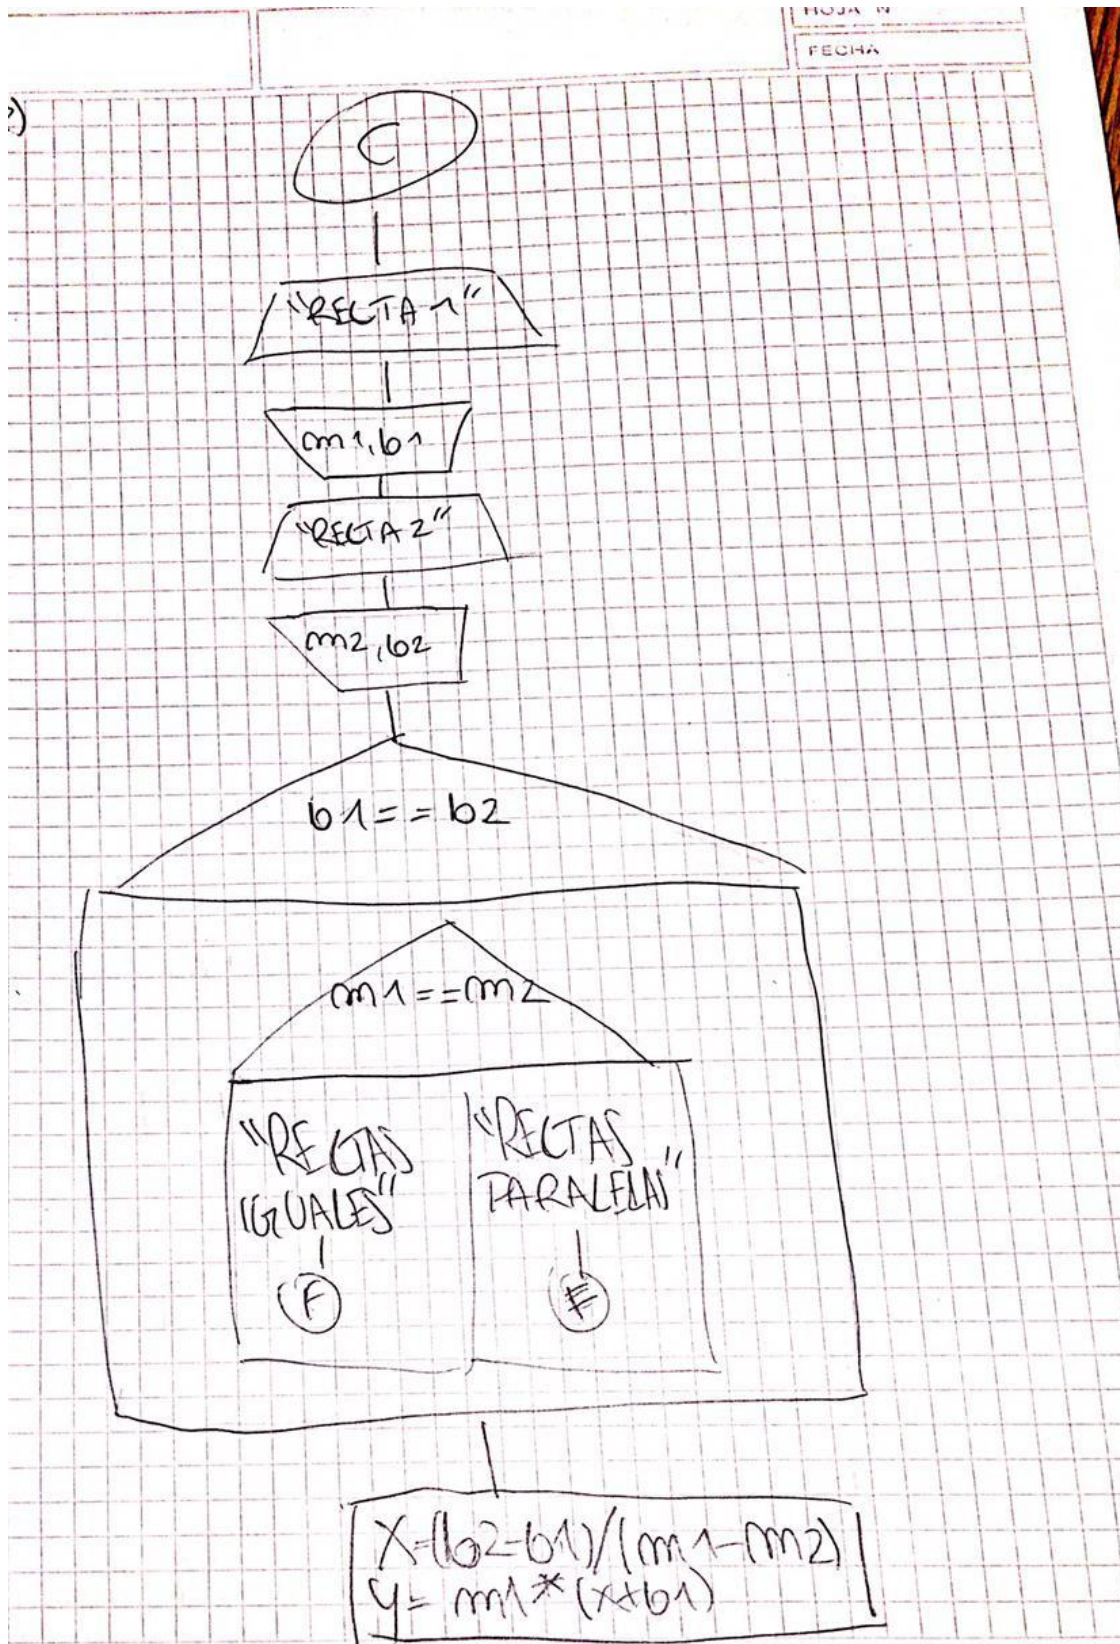 FECHA
C
"RECTA 1"
m1,b1
"RECTA 2"
m2,b2
b1==b2
m1==m2
"RECTAS
IGUALES"
F
"RECTAS
PARALELAS"
X=(b2-b1)/(m1-m2)
y= m1*(x+b1)